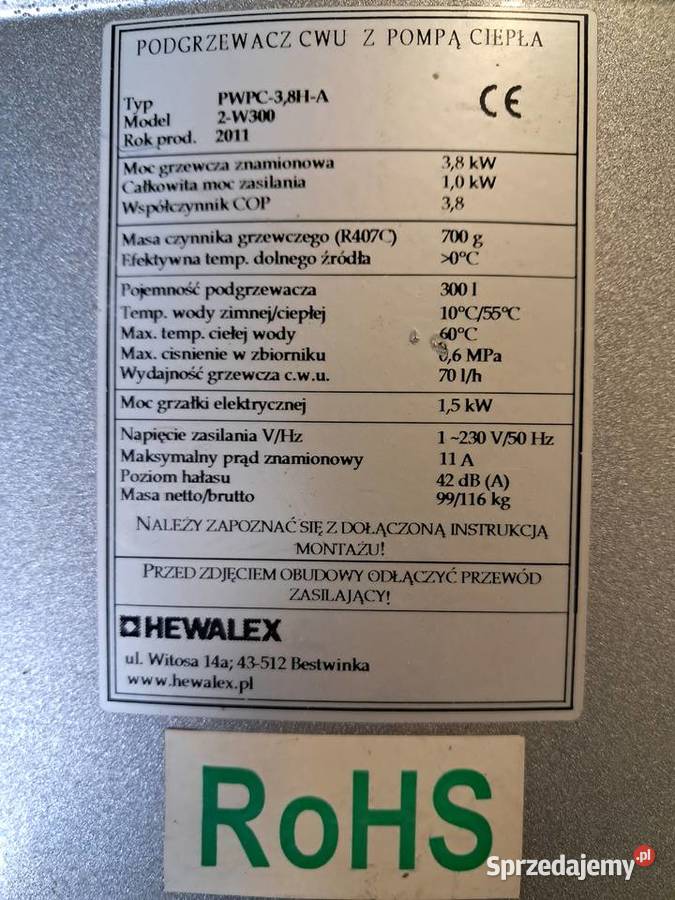 PODGRZEWACZ CWU Z POMPĄ CIEPŁA
Typ PWPC-3,8H-A
Model 2-W300
Rok prod. 2011
CE
Moc grzewcza znamionowa 3,8 kW
Całkowita moc zasilania 1,0 kW
Współczynnik COP 3,8
Masa czynnika grzewczego (R407C) 700 g
Efektywna temp. dolnego źródła >0°C
Pojemność podgrzewacza 300 l
Temp. wody zimnej/ciepłej 10°C/55°C
Max. temp. ciełej wody 60°C
Max. cisnienie w zbiorniku 0,6 MPa
Wydajność grzewcza c.w.u. 70 l/h
Moc grzałki elektrycznej 1,5 kW
Napięcie zasilania V/Hz 1 ~230 V/50 Hz
Maksymalny prąd znamionowy 11 A
Poziom hałasu 42 dB (A)
Masa netto/brutto 99/116 kg
NALEŻY ZAPOZNAĆ SIĘ Z DOŁĄCZONĄ INSTRUKCJĄ
MONTAŻU!
PRZED ZDJĘCIEM OBUDOWY ODŁĄCZYĆ PRZEWÓD
ZASILAJĄCY!
HEWALEX
ul. Witosa 14a; 43-512 Bestwinka
www.hewalex.pl
RoHS
Sprzedajemy.pl